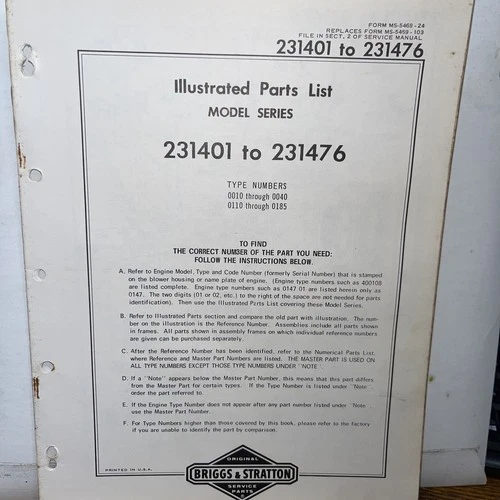 FORM MS-5469-24
REPLACES FORM MS-5459-103
FILE IN SECT. 2 OF SERVICE MANUAL
231401 to 231476
Illustrated Parts List
MODEL SERIES
231401 to 231476
TYPE NUMBERS
0010 through 0040
0110 through 0185
TO FIND
THE CORRECT NUMBER OF THE PART YOU NEED:
FOLLOW THE INSTRUCTIONS BELOW.
A. Refer to Engine Model, Type and Code Number (formerly Serial Number) that is stamped
on the blower housing or name plate of engine. (Engine type numbers such as 400108
are listed complete. Engine type numbers such as 0147 01 are listed herein only as
0147. The two digits (01 or 02, etc.) to the right of the space are not needed for parts
identification). Then use the Illustrated Parts List covering these Model Series.
B. Refer to Illustrated Parts section and compare the old part with illustration. The num-
ber on the illustration is the Reference Number. Assemblies include all parts shown
in frames. All parts shown in assembly frames on which individual reference numbers
are given can be purchased separately.
C. After the Reference Number has been identified, refer to the Numerical Parts List,
where Reference and Master Part Numbers are listed. THE MASTER PART IS USED ON
ALL TYPE NUMBERS EXCEPT THOSE TYPE NUMBERS UNDER "NOTE".
D. If a "Note" appears below the Master Part Number, this means that this part differs
from the Master Part for certain types. If the Type Number is listed under "Note"
order the part referred to.
E. If the Engine Type Number does not appear after any part number listed under "Note"
use the Master Part Number.
F. For Type Numbers higher than those covered by this book, please refer to the factory
if you are unable to identify the part by comparison.
PRINTED IN U.S.A.
ORIGINAL
BRIGGS & STRATTON
SERVICE
PARTS